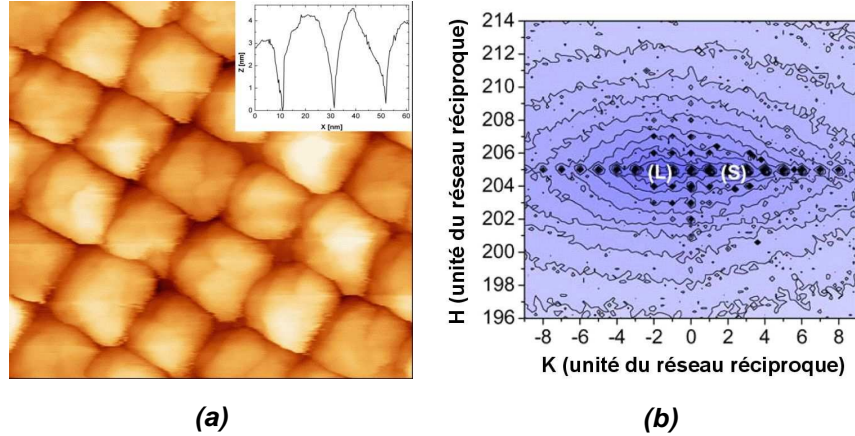 Z [nm]
4
3
2
1
0
0 10 20 30 40 50 60
X [nm]
H (unité du réseau réciproque)
214
212
210
208
206
204
202
200
198
196
(L) (S)
-8 -6 -4 -2 0 2 4 6 8
K (unité du réseau réciproque)
(a) (b)